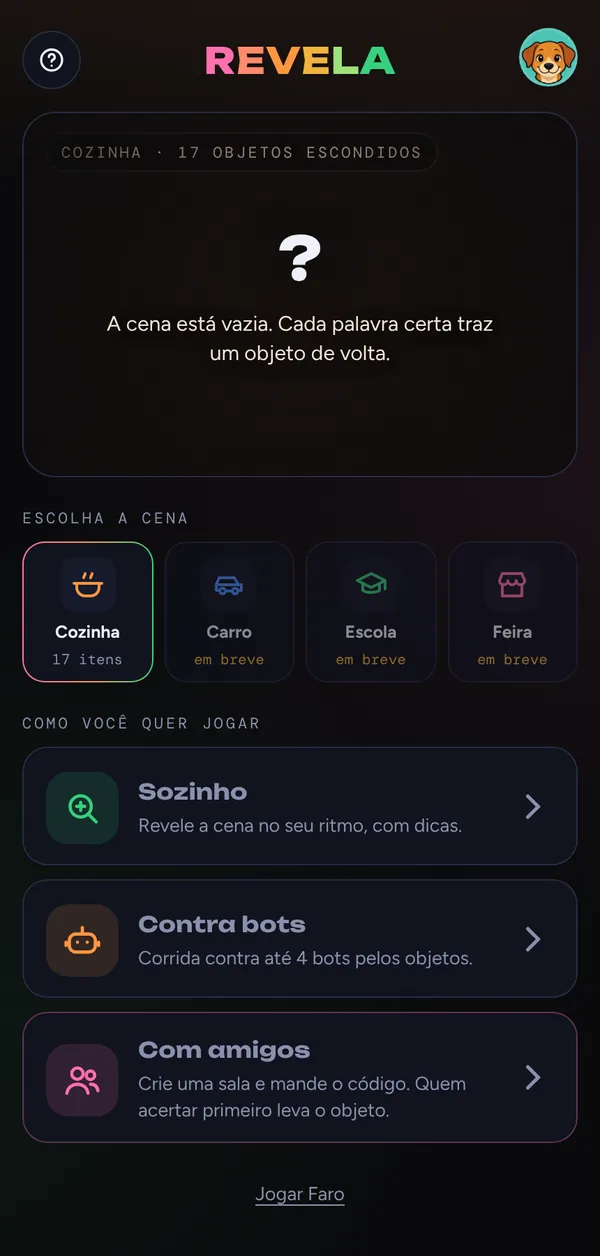 REVELA
COZINHA · 17 OBJETOS ESCONDIDOS
?
A cena está vazia. Cada palavra certa traz
um objeto de volta.
ESCOLHA A CENA
Cozinha
17 itens
Carro
em breve
Escola
em breve
Feira
em breve
COMO VOCÊ QUER JOGAR
Sozinho
Revele a cena no seu ritmo, com dicas.
Contra bots
Corrida contra até 4 bots pelos objetos.
Com amigos
Crie uma sala e mande o código. Quem
acertar primeiro leva o objeto.
Jogar Faro